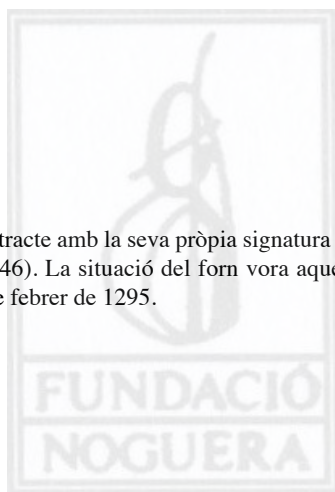 tracte amb la seva pròpia signatura
46). La situació del forn vora aque
e febrer de 1295.
FUNDACIÓ
NOGUERA